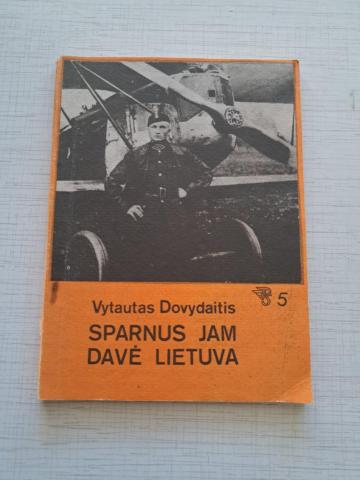 Vytautas Dovydaitis
5
SPARNUS JAM
DAVĖ LIETUVA